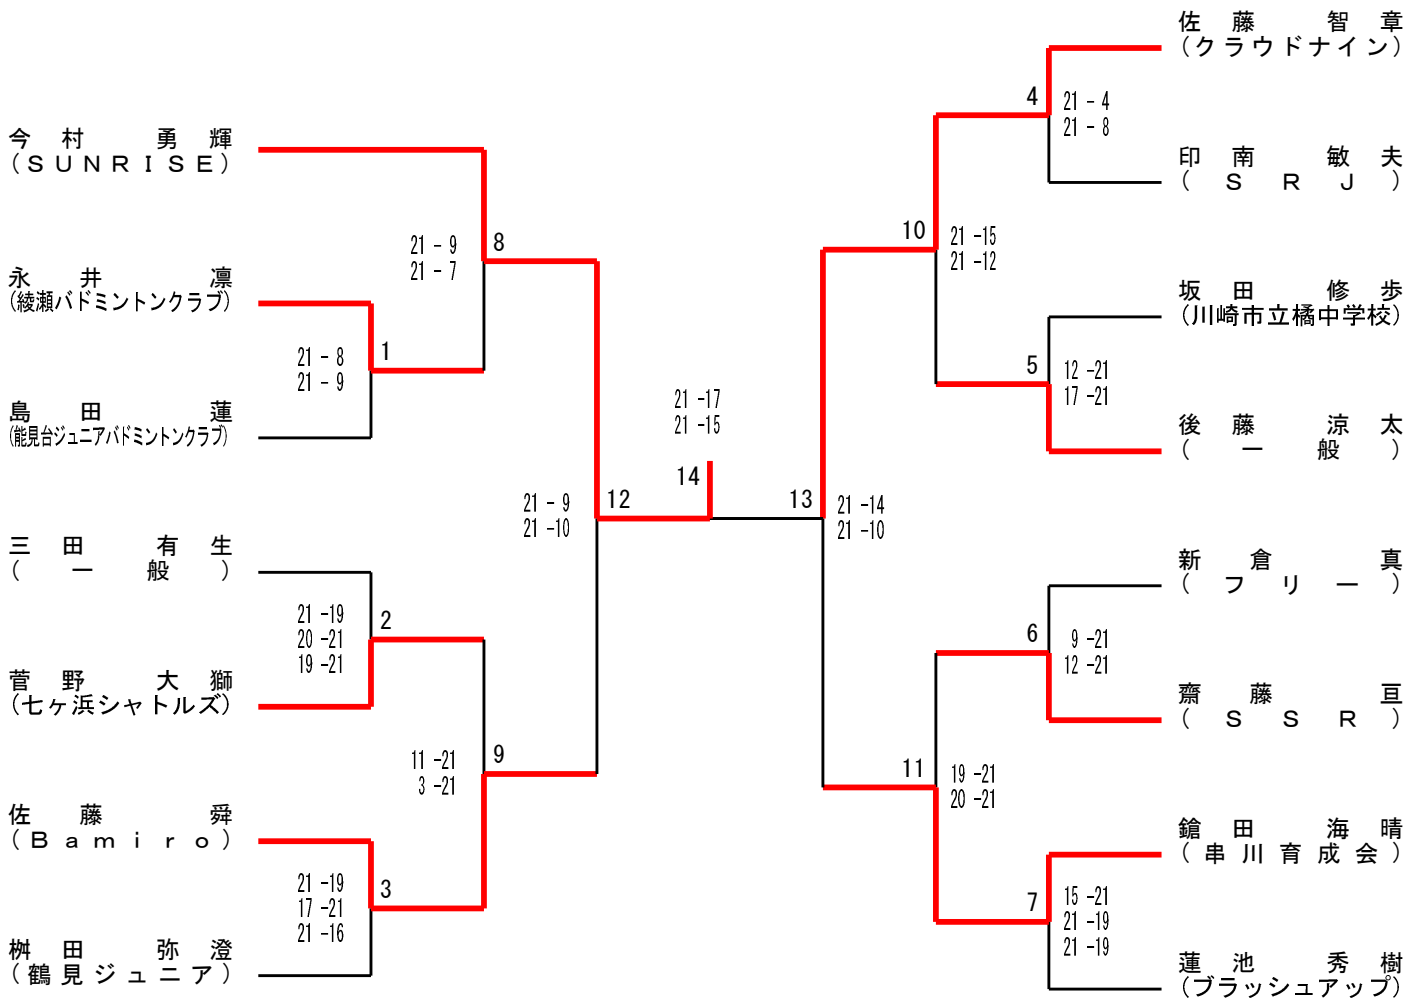 今村 勇輝
(SUNRISE)
永井 凛
(綾瀬バドミントンクラブ)
島田 蓮
(能見台ジュニアバドミントンクラブ)
三田 有生
(一般)
菅野 大獅
(七ヶ浜シャトルズ)
佐藤 舜
(Bamiro)
桝田 弥澄
(鶴見ジュニア)
21 - 8
21 - 9
1
21 -19
20 -21
19 -21
2
21 -19
17 -21
21 -16
3
21 - 9
21 - 7
8
11 -21
3 -21
9
21 - 9
21 -10
12
21 -17
21 -15
14
13
21 -14
21 -10
10
21 -15
21 -12
11
19 -21
20 -21
4
21 - 4
21 - 8
5
12 -21
17 -21
6
9 -21
12 -21
7
15 -21
21 -19
21 -19
佐藤 智章
(クラウドナイン)
印南 敏夫
(SRJ)
坂田 修歩
(川崎市立橘中学校)
後藤 涼太
(一般)
新倉 真
(フリー)
齋藤 亘
(SSR)
鎗田 海晴
(串川育成会)
蓮池 秀樹
(ブラッシュアップ)